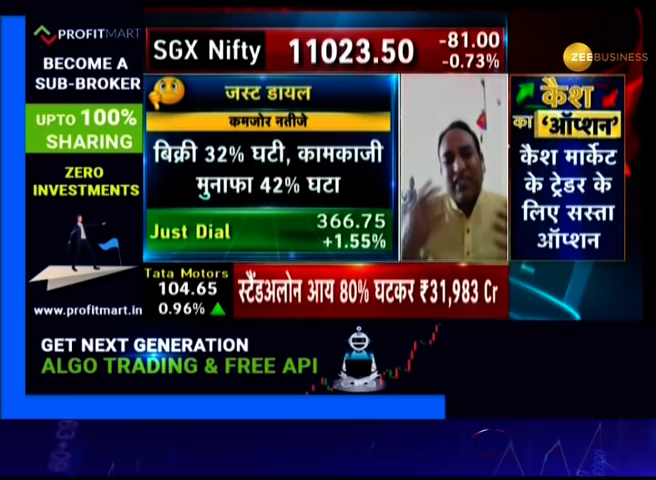 PROFITMART
BECOME A
SUB-BROKER
UPTO 100%
SHARING
ZERO
INVESTMENTS
www.profitmart.in
SGX Nifty
11023.50
-81.00
-0.73%
ZEEBUSINESS
जस्ट डायल
कमजोर नतीजे
बिक्री 32% घटी, कामकाजी
मुनाफा 42% घटा
Just Dial
366.75
+1.55%
कैश
का 'ऑप्शन'
कैश मार्केट
के ट्रेडर के
लिए सस्ता
ऑप्शन
Tata Motors
104.65
0.96%
स्टैंडअलोन आय 80% घटकर ₹31,983 Cr
GET NEXT GENERATION
ALGO TRADING & FREE API